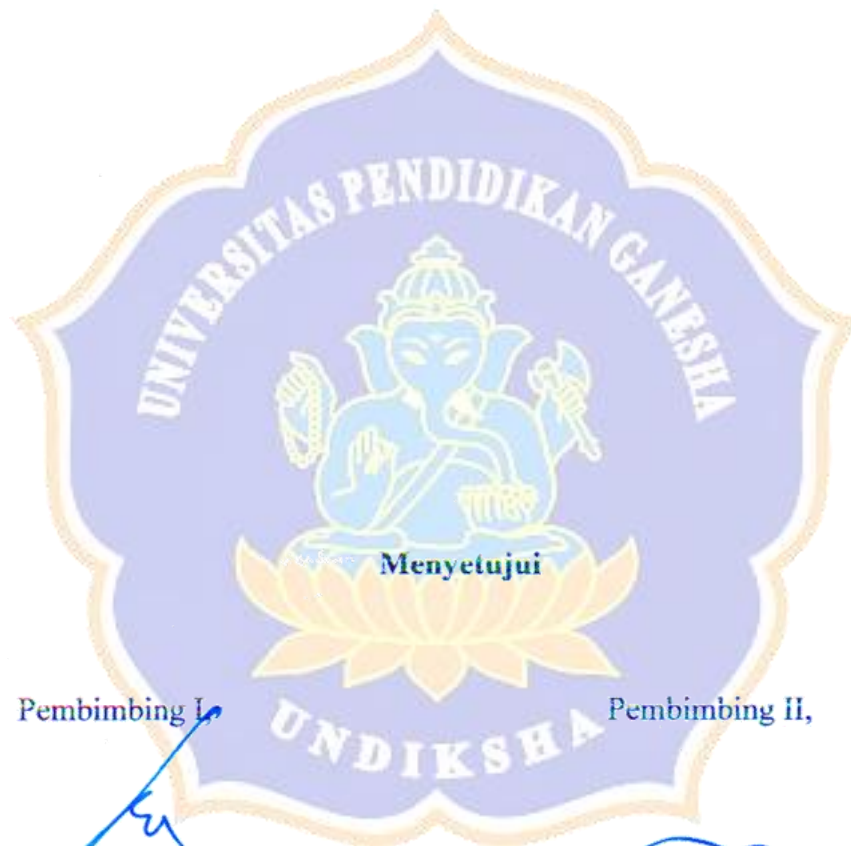 UNIVERSITAS PENDIDIKAN GANESHA
Menyetujui
Pembimbing I,
Pembimbing II,
UNDIKSHA